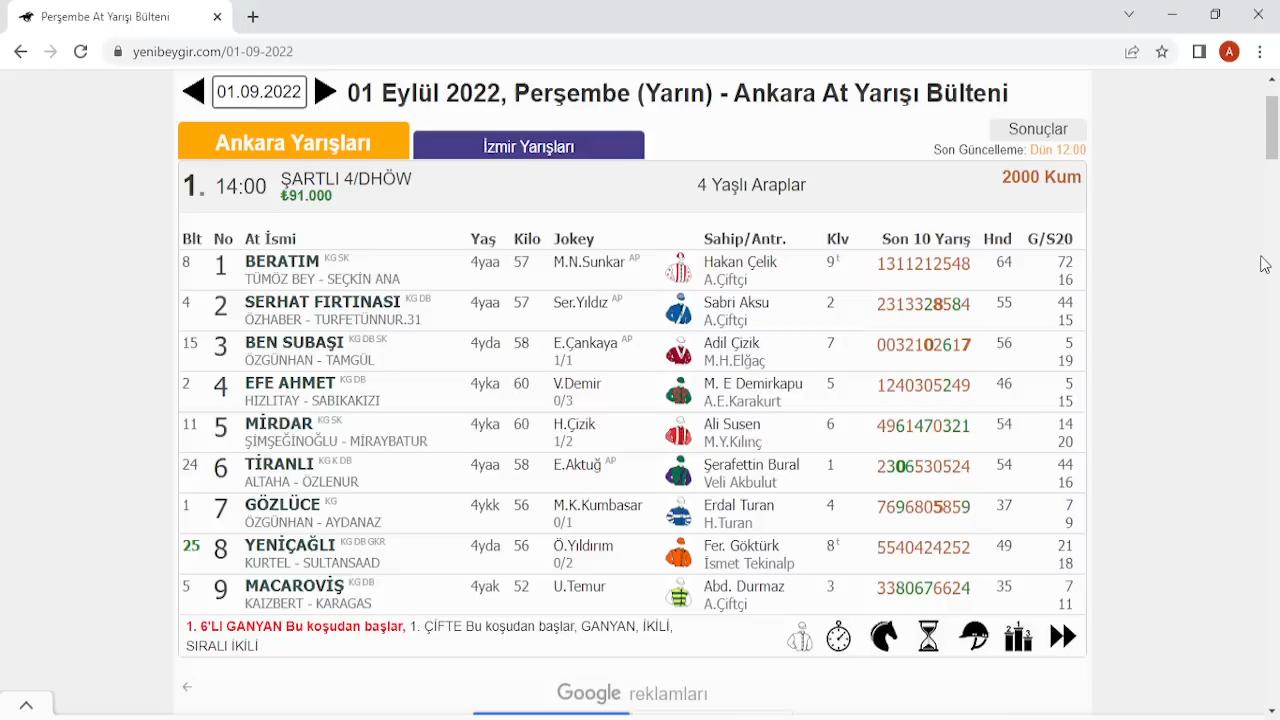 Perşembe At Yarışı Bülteni
yenibeygir.com/01-09-2022
A
01.09.2022 01 Eylül 2022, Perşembe (Yarın) - Ankara At Yarışı Bülteni
Ankara Yarışları İzmir Yarışları Sonuçlar
Son Güncelleme: Dün 12:00
1. 14:00 ŞARTLI 4/DHÖW 4 Yaşlı Araplar 2000 Kum
₺91.000
Blt No At İsmi Yaş Kilo Jokey Sahip/Antr. Klv Son 10 Yarış Hnd G/S20
8 1 BERATIM KG SK 4yaa 57 M.N.Sunkar AP Hakan Çelik 9t 1311212548 64 72
TÜMÖZ BEY - SEÇKİN ANA A.Çiftçi 16
4 2 SERHAT FIRTINASI KG DB 4yaa 57 Ser.Yıldız AP Sabri Aksu 2 2313328584 55 44
ÖZHABER - TURFETÜNNUR.31 A.Çiftçi 15
15 3 BEN SUBAŞI KG DB SK 4yda 58 E.Çankaya AP Adil Çizik 7 0032102617 56 5
ÖZGÜNHAN - TAMGÜL 1/1 M.H.Elğaç 19
2 4 EFE AHMET KG DB 4yka 60 V.Demir M. E Demirkapu 5 1240305249 46 5
HIZLITAY - SABIKAKIZI 0/3 A.E.Karakurt 15
11 5 MİRDAR KG SK 4yka 60 H.Çizik Ali Susen 6 4961470321 54 14
ŞİMŞEĞİNOĞLU - MİRAYBATUR 1/2 M.Y.Kılınç 20
24 6 TİRANLI KG K DB 4yaa 58 E.Aktuğ AP Şerafettin Bural 1 2306530524 54 44
ALTAHA - ÖZLENUR Veli Akbulut 16
1 7 GÖZLÜCE KG 4ykk 56 M.K.Kumbasar Erdal Turan 4 7696805859 37 7
ÖZGÜNHAN - AYDANAZ 0/1 H.Turan 9
25 8 YENİÇAĞLI KG DB GKR 4yda 56 Ö.Yıldırım Fer. Göktürk 8t 5540424252 49 21
KURTEL - SULTANSAAD 0/2 İsmet Tekinalp 18
5 9 MACAROVİŞ KG DB 4yak 52 U.Temur Abd. Durmaz 3 3380676624 35 7
KAIZBERT - KARAGAS A.Çiftçi 11
1. 6'LI GANYAN Bu koşudan başlar, 1. ÇİFTE Bu koşudan başlar, GANYAN, İKİLİ,
SIRALI İKİLİ
Google reklamları